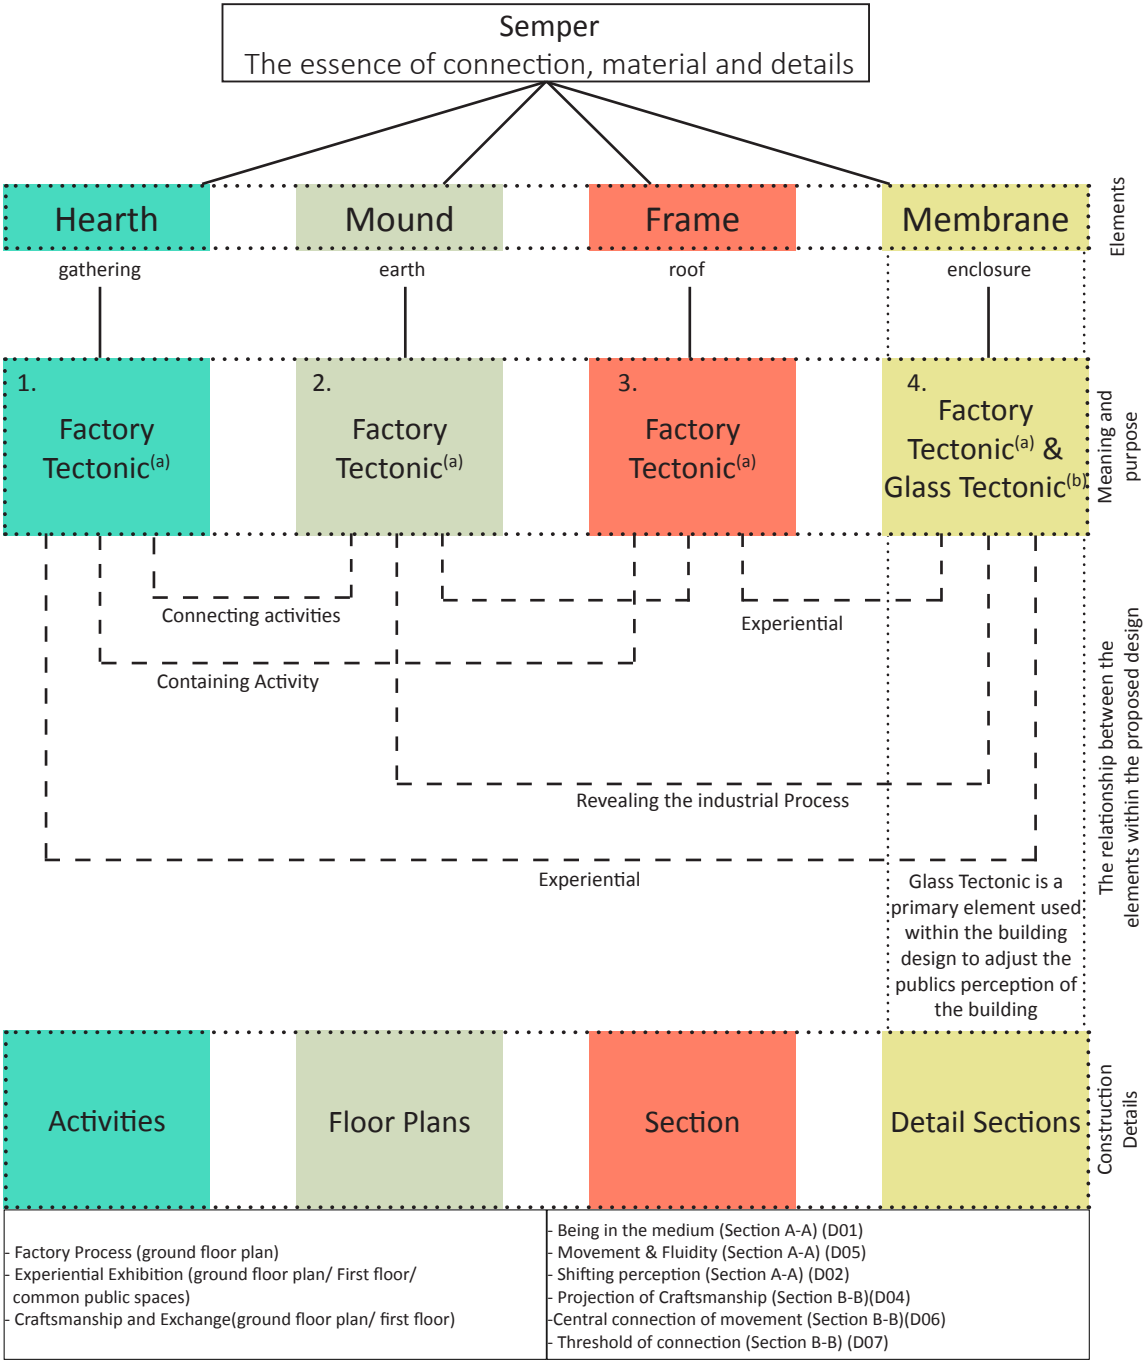 Semper
The essence of connection, material and details
Hearth
Mound
Frame
Membrane
Elements
gathering
earth
roof
enclosure
1.
Factory
Tectonic(a)
2.
Factory
Tectonic(a)
3.
Factory
Tectonic(a)
4.
Factory
Tectonic(a) &
Glass Tectonic(b)
Meaning and
purpose
Connecting activities
Experiential
Containing Activity
Revealing the industrial Process
Experiential
The relationship between the
elements within the proposed design
Glass Tectonic is a
primary element used
within the building
design to adjust the
publics perception of
the building
Activities
Floor Plans
Section
Detail Sections
Construction
Details
- Factory Process (ground floor plan)
- Experiential Exhibition (ground floor plan/ First floor/
common public spaces)
- Craftsmanship and Exchange(ground floor plan/ first floor)
- Being in the medium (Section A-A) (D01)
- Movement & Fluidity (Section A-A) (D05)
- Shifting perception (Section A-A) (D02)
- Projection of Craftsmanship (Section B-B)(D04)
-Central connection of movement (Section B-B)(D06)
- Threshold of connection (Section B-B) (D07)